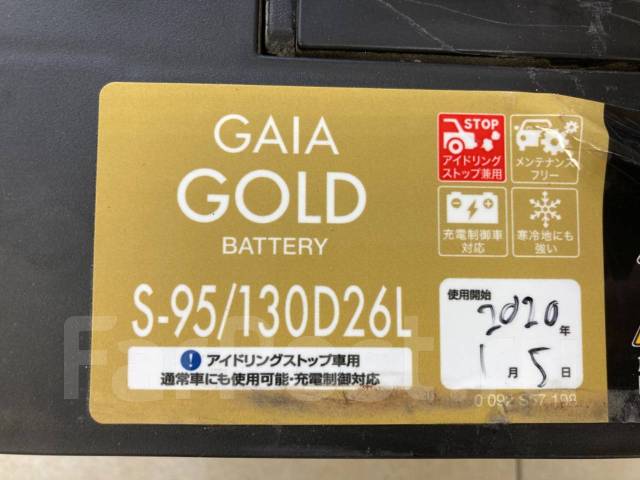 GAIA
GOLD
BATTERY
S-95/130D26L
アイドリングストップ車用
通常車にも使用可能・充電制御対応
STOP
アイドリング
ストップ兼用
メンテナンス
フリー
充電制御車
対応
寒冷地にも
強い
使用開始
2020年
1月5日
0 092 S57 198